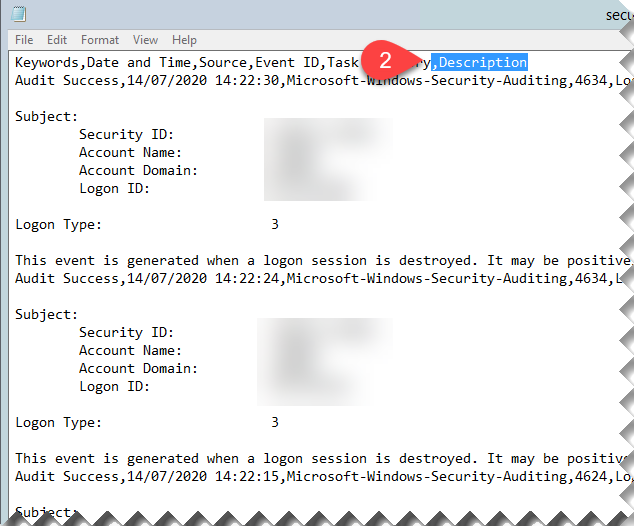 secu
File Edit Format View Help
Keywords,Date and Time,Source,Event ID,Task ry,Description
2
Audit Success,14/07/2020 14:22:30,Microsoft-Windows-Security-Auditing,4634,Lo
Subject:
Security ID:
Account Name:
Account Domain:
Logon ID:
Logon Type: 3
This event is generated when a logon session is destroyed. It may be positive
Audit Success,14/07/2020 14:22:24,Microsoft-Windows-Security-Auditing,4634,L
Subject:
Security ID:
Account Name:
Account Domain:
Logon ID:
Logon Type: 3
This event is generated when a logon session is destroyed. It may be positiv
Audit Success,14/07/2020 14:22:15,Microsoft-Windows-Security-Auditing,4624,Lo
Subject: